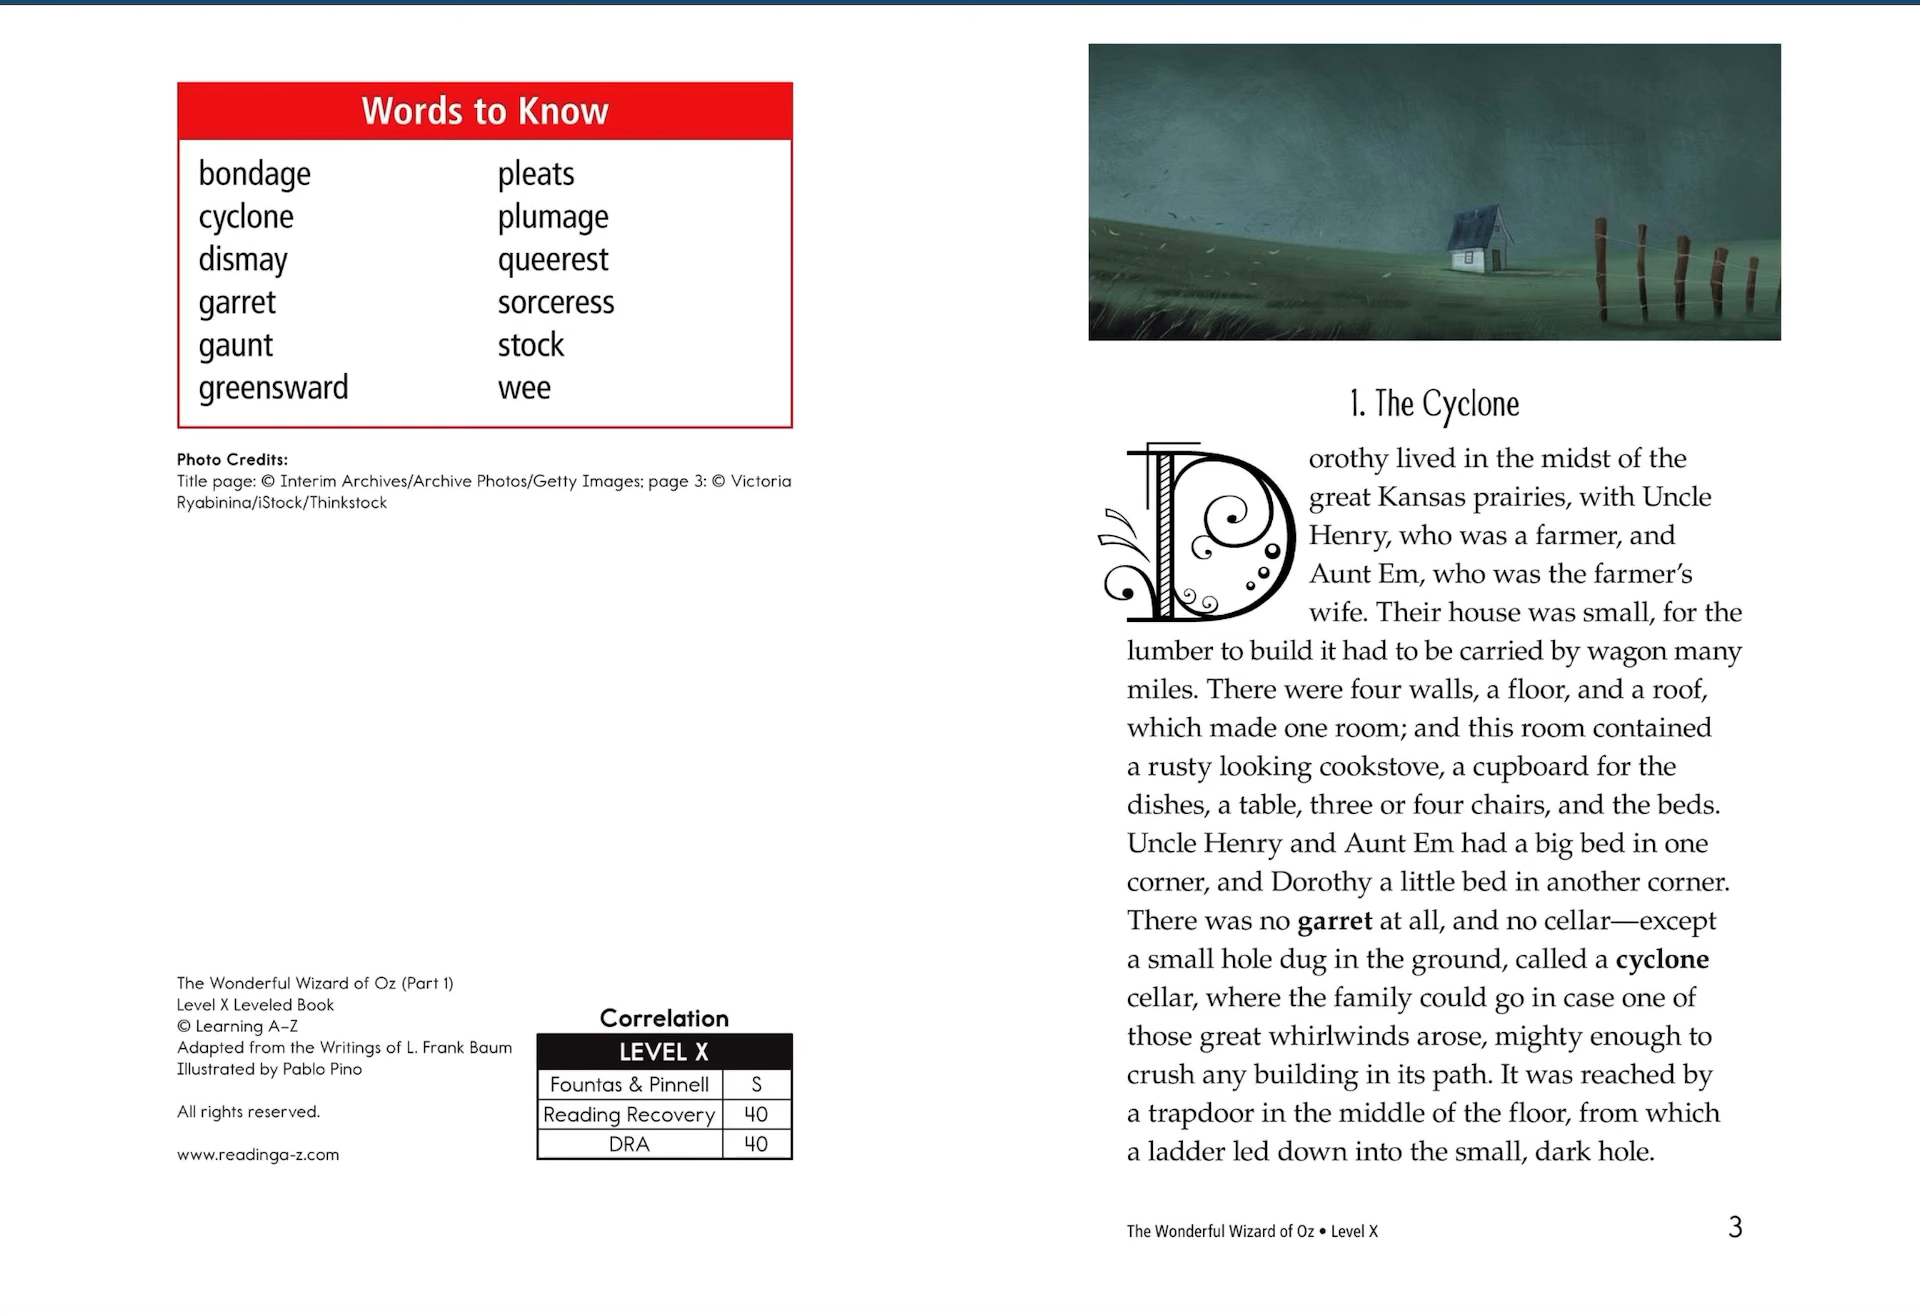 Words to Know
bondage
cyclone
dismay
garret
gaunt
greensward
pleats
plumage
queerest
sorceress
stock
wee
Photo Credits:
Title page: © Interim Archives/Archive Photos/Getty Images; page 3: © Victoria
Ryabinina/iStock/Thinkstock
The Wonderful Wizard of Oz (Part 1)
Level X Leveled Book
© Learning A–Z
Adapted from the Writings of L. Frank Baum
Illustrated by Pablo Pino
All rights reserved.
www.readinga-z.com
Correlation
LEVEL X
Fountas & Pinnell S
Reading Recovery 40
DRA 40
1. The Cyclone
Dorothy lived in the midst of the
great Kansas prairies, with Uncle
Henry, who was a farmer, and
Aunt Em, who was the farmer's
wife. Their house was small, for the
lumber to build it had to be carried by wagon many
miles. There were four walls, a floor, and a roof,
which made one room; and this room contained
a rusty looking cookstove, a cupboard for the
dishes, a table, three or four chairs, and the beds.
Uncle Henry and Aunt Em had a big bed in one
corner, and Dorothy a little bed in another corner.
There was no garret at all, and no cellar—except
a small hole dug in the ground, called a cyclone
cellar, where the family could go in case one of
those great whirlwinds arose, mighty enough to
crush any building in its path. It was reached by
a trapdoor in the middle of the floor, from which
a ladder led down into the small, dark hole.
The Wonderful Wizard of Oz • Level X
3